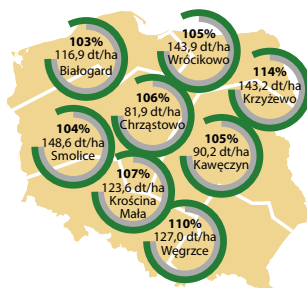 103%
116,9 dt/ha
Białogard
105%
143,9 dt/ha
Wrócikowo
114%
143,2 dt/ha
Krzyżewo
106%
81,9 dt/ha
Chrząstowo
104%
148,6 dt/ha
Smolice
105%
90,2 dt/ha
Kawęczyn
107%
123,6 dt/ha
Krościna
Mała
110%
127,0 dt/ha
Węgrzce